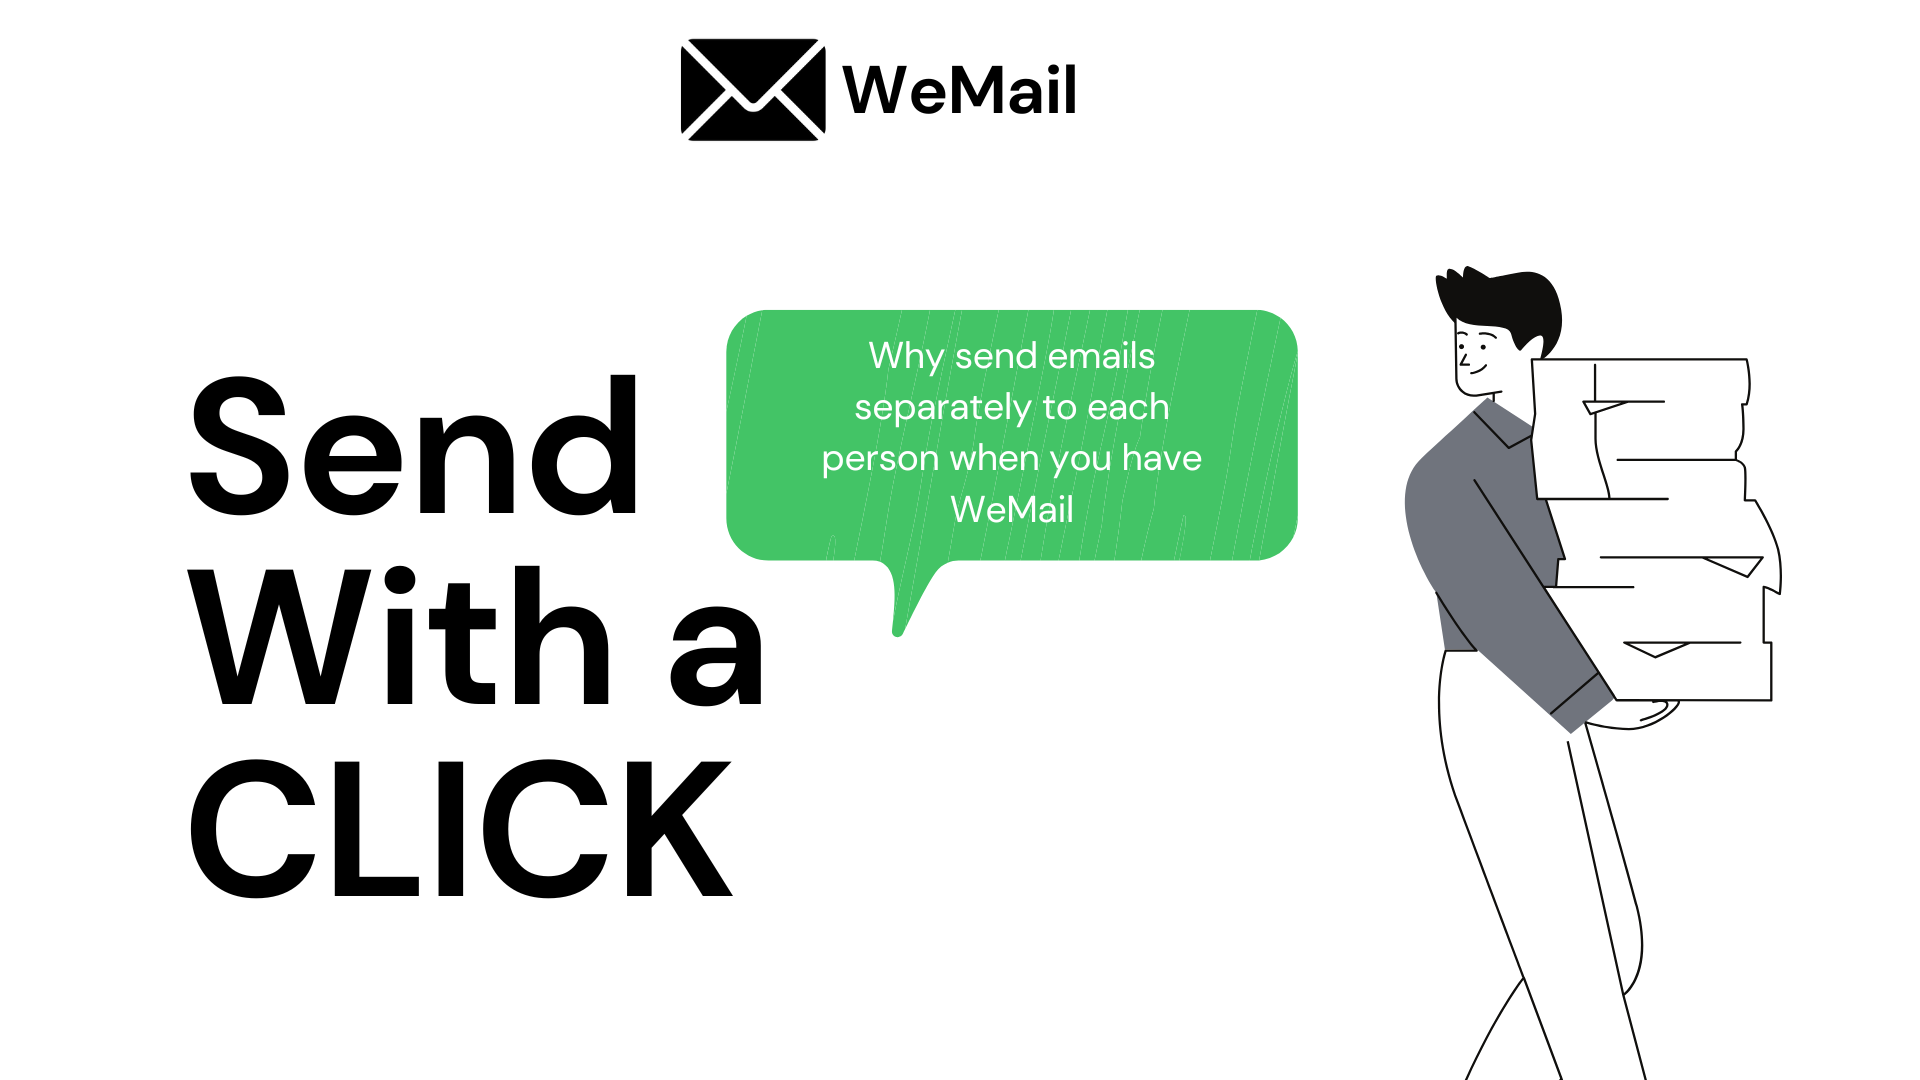 WeMail
Why send emails
separately to each
person when you have
WeMail
Send
With a
CLICK